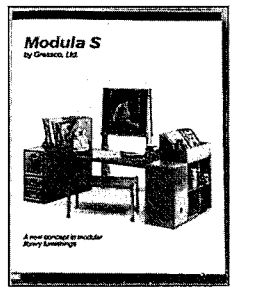 Modula S
by Gressco, Ltd.
A new concept in modular
library furnishings